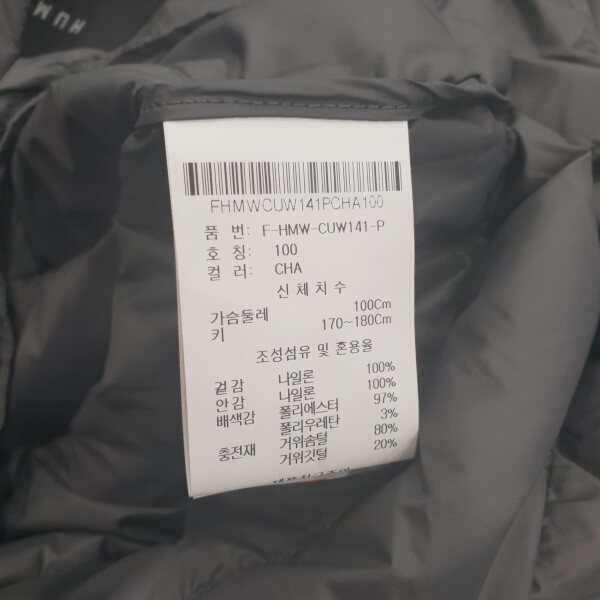 HUM
FHMWCUW141PCHA100
품 번: F-HMW-CUW141-P
호 칭: 100
컬 러: CHA
신체치수
가슴둘레 100Cm
키 170~180Cm
조성섬유 및 혼용율
겉감 나일론 100%
안감 나일론 100%
배색감 폴리에스터 97%
폴리우레탄 3%
충전재 거위솜털 80%
거위깃털 20%